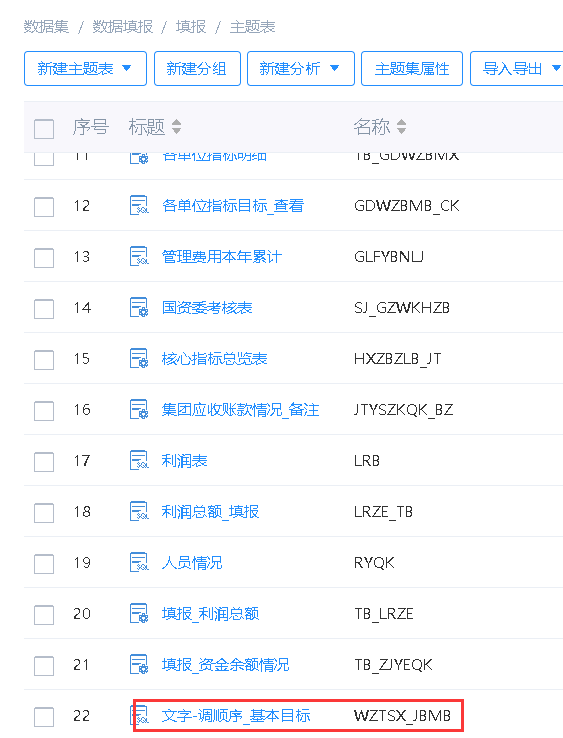 数据集 / 数据填报 / 填报 / 主题表
新建主题表 新建分组 新建分析 主题集属性 导入导出
序号 标题 名称
11 各单位指标明细 TB_GDWZBMX
12 各单位指标目标_查看 GDWZBMB_CK
13 管理费用本年累计 GLFYBNLJ
14 国资委考核表 SJ_GZWKHZB
15 核心指标总览表 HXZBZLB_JT
16 集团应收账款情况_备注 JTYSZKQK_BZ
17 利润表 LRB
18 利润总额_填报 LRZE_TB
19 人员情况 RYQK
20 填报_利润总额 TB_LRZE
21 填报_资金余额情况 TB_ZJYEQK
22 文字-调顺序_基本目标 WZTSX_JBMB